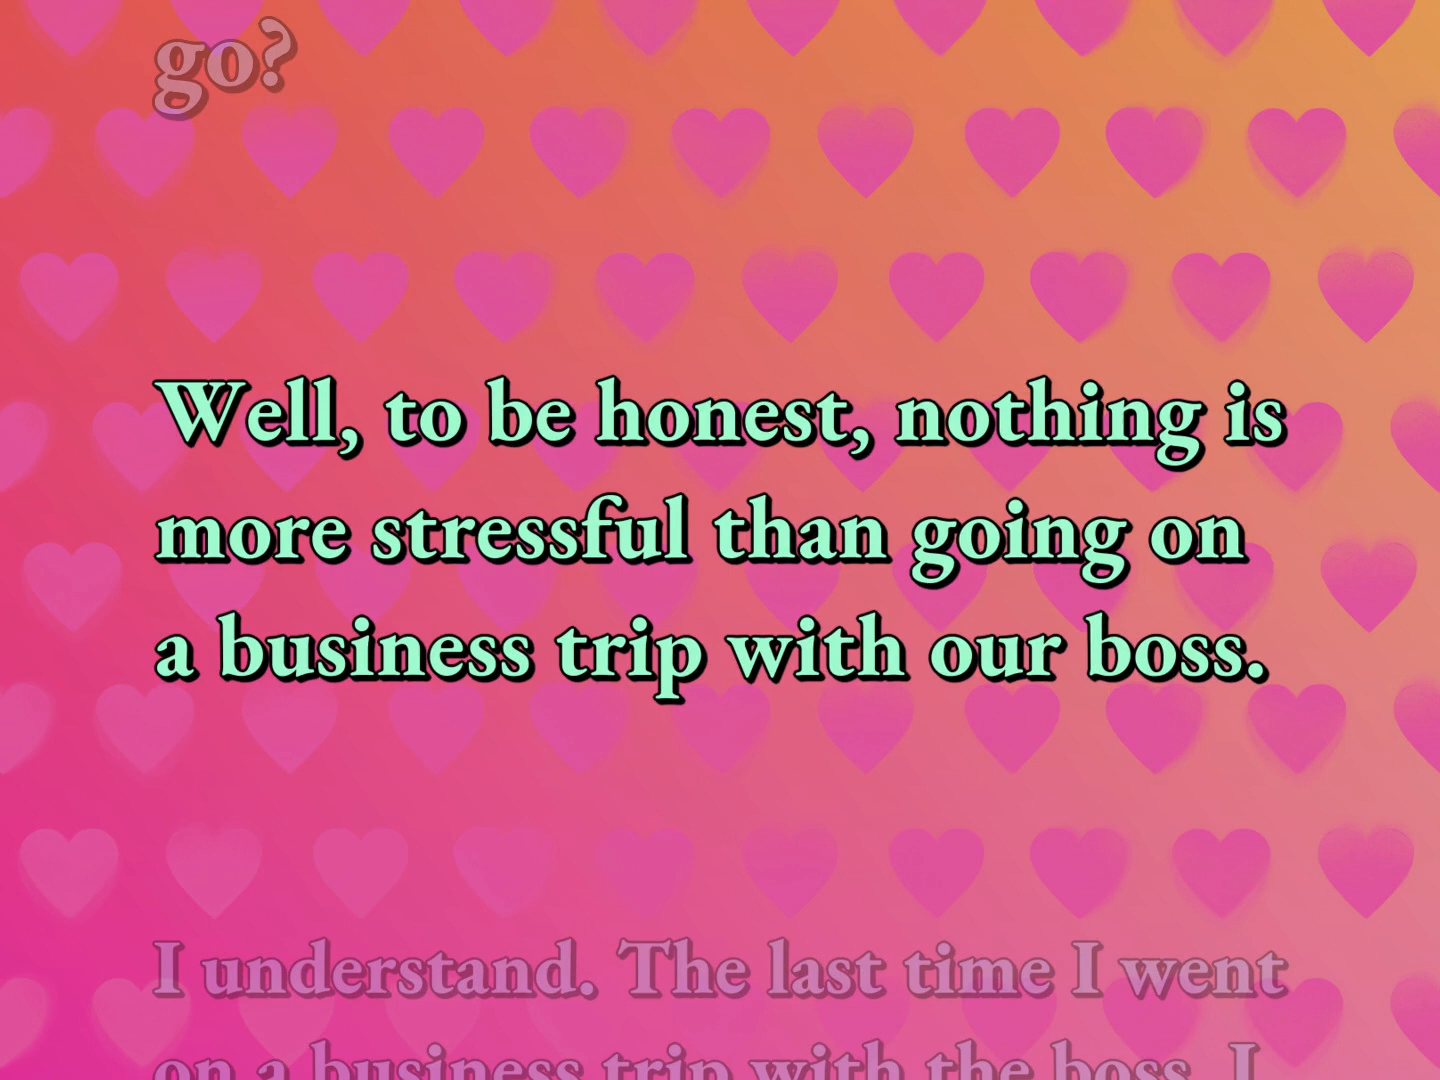 go?
Well, to be honest, nothing is
more stressful than going on
a business trip with our boss.
I understand. The last time I went
on a business trip with the boss, I